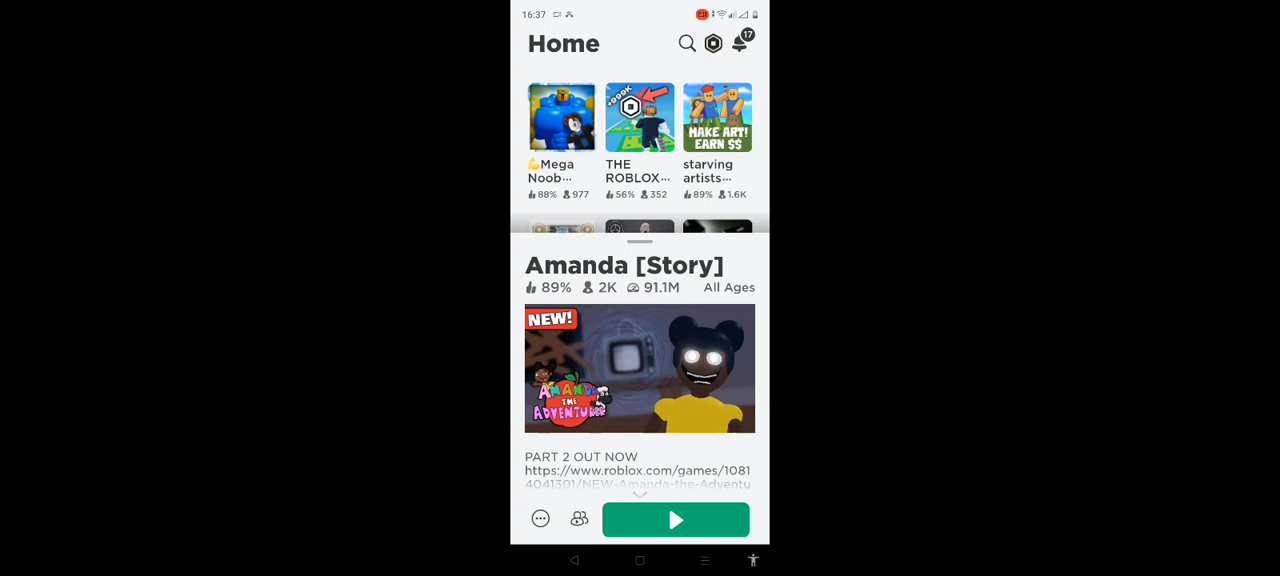 16:37
Home
17
+999K
MAKE ART!
EARN $$
💪Mega
Noob...
THE
ROBLOX...
starving
artists...
88% 977
56% 352
89% 1.6K
Amanda [Story]
89% 2K 91.1M All Ages
NEW!
AMANDA
THE
ADVENTURER
PART 2 OUT NOW
https://www.roblox.com/games/1081
4041301/NEW-Amanda-the-Adventu